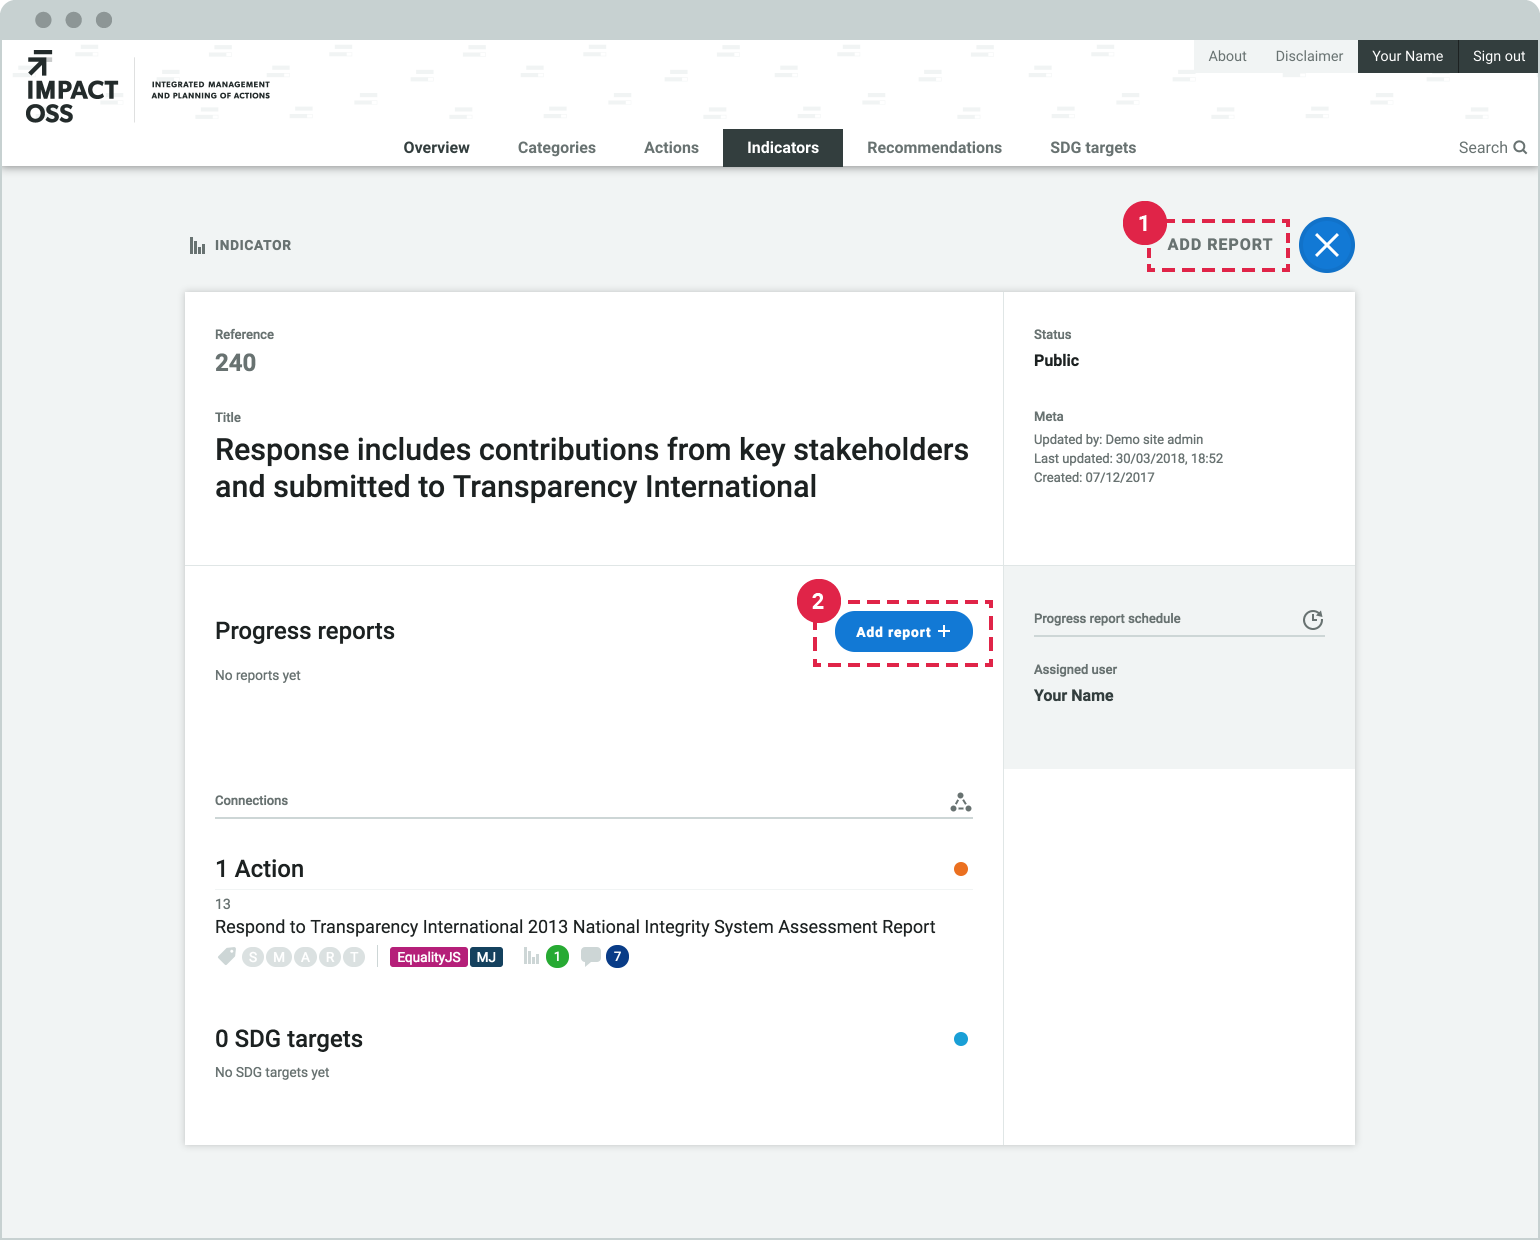 IMPACT
OSS
INTEGRATED MANAGEMENT
AND PLANNING OF ACTIONS
About
Disclaimer
Your Name
Sign out
Overview
Categories
Actions
Indicators
Recommendations
SDG targets
Search
INDICATOR
1
ADD REPORT
Reference
240
Title
Response includes contributions from key stakeholders
and submitted to Transparency International
Status
Public
Meta
Updated by: Demo site admin
Last updated: 30/03/2018, 18:52
Created: 07/12/2017
Progress reports
2
Add report +
No reports yet
Progress report schedule
Assigned user
Your Name
Connections
1 Action
13
Respond to Transparency International 2013 National Integrity System Assessment Report
S M A R T EqualityJS MJ 1 7
0 SDG targets
No SDG targets yet